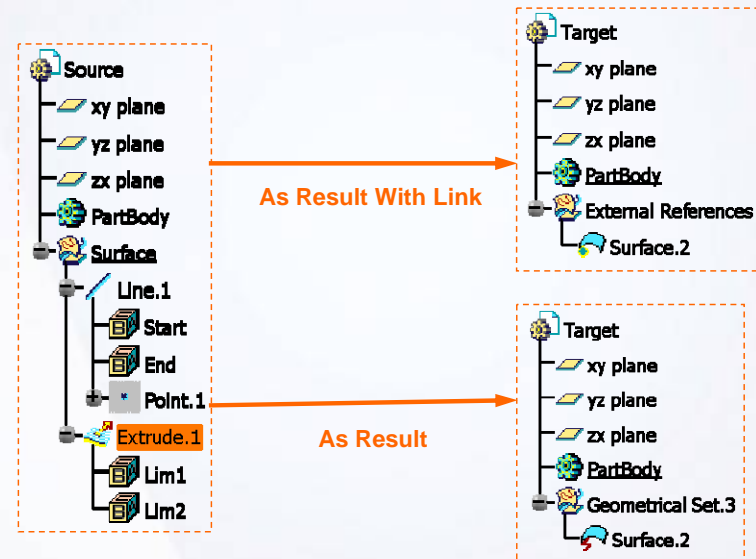 Source
xy plane
yz plane
zx plane
PartBody
Surface
Line.1
Start
End
Point.1
Extrude.1
Lim1
Lim2
As Result With Link
As Result
Target
xy plane
yz plane
zx plane
PartBody
External References
Surface.2
Target
xy plane
yz plane
zx plane
PartBody
Geometrical Set.3
Surface.2